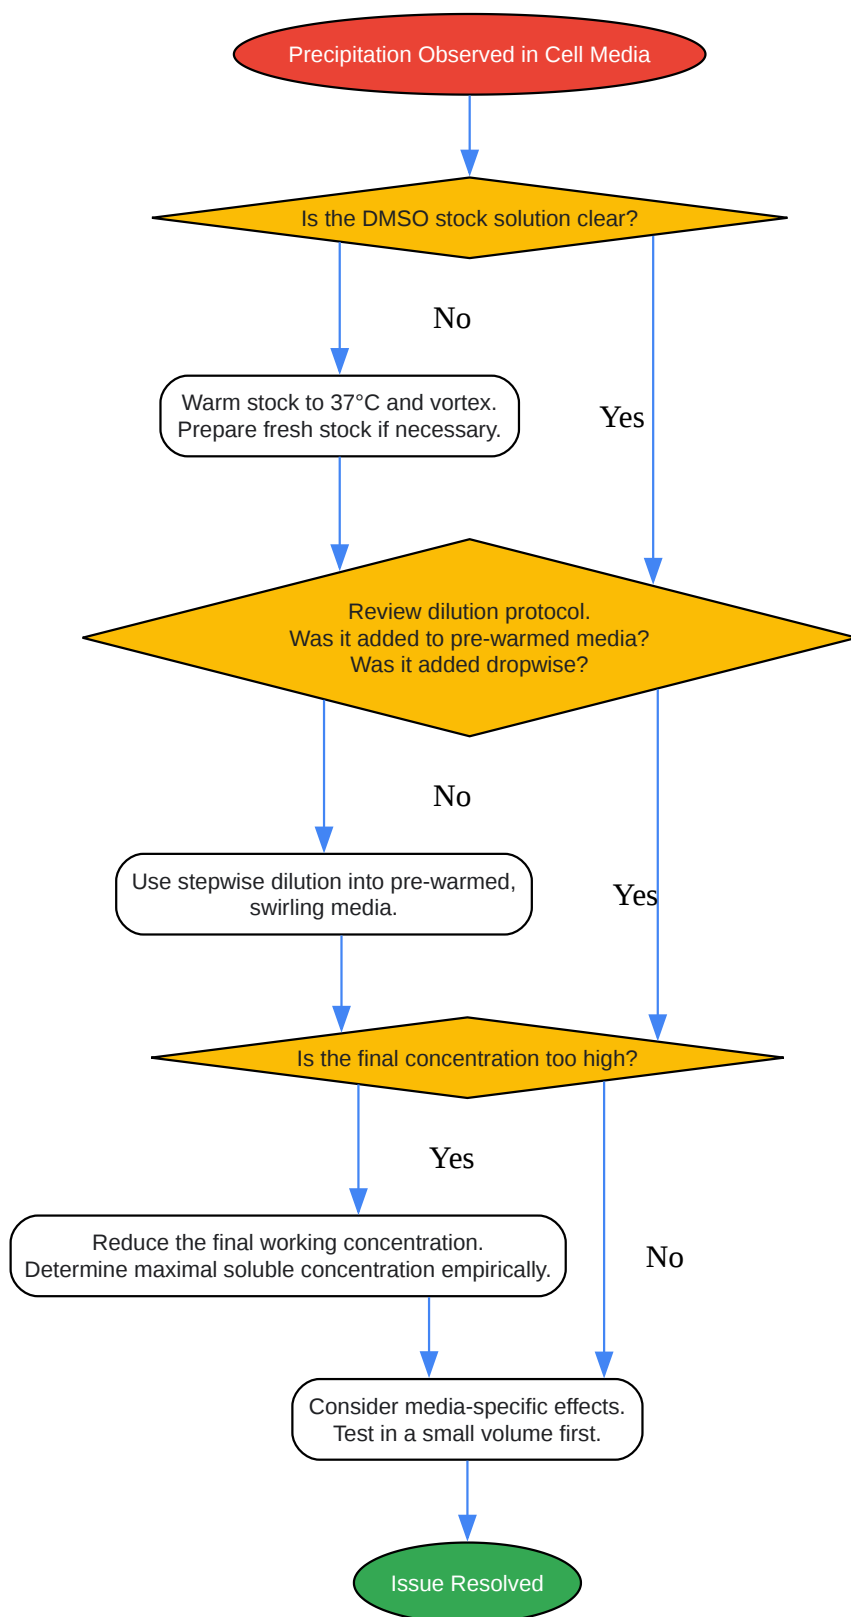 Precipitation Observed in Cell Media
Is the DMSO stock solution clear?
No
Warm stock to 37°C and vortex.
Prepare fresh stock if necessary.
Yes
Review dilution protocol.
Was it added to pre-warmed media?
Was it added dropwise?
No
Use stepwise dilution into pre-warmed,
swirling media.
Yes
Is the final concentration too high?
Yes
Reduce the final working concentration.
Determine maximal soluble concentration empirically.
No
Consider media-specific effects.
Test in a small volume first.
Issue Resolved